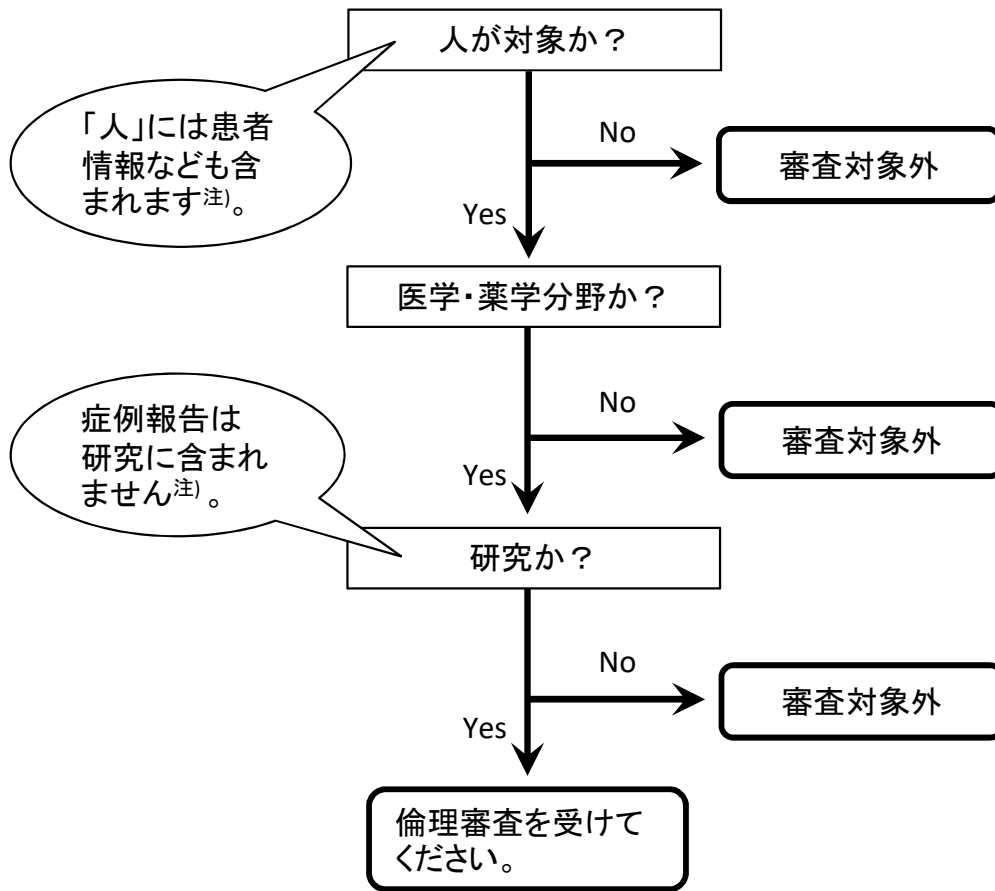 人が対象か？
「人」には患者
情報なども含
まれます注)。
No
審査対象外
Yes
医学・薬学分野か？
No
審査対象外
症例報告は
研究に含まれ
ません注)。
Yes
研究か？
No
審査対象外
Yes
倫理審査を受けて
ください。